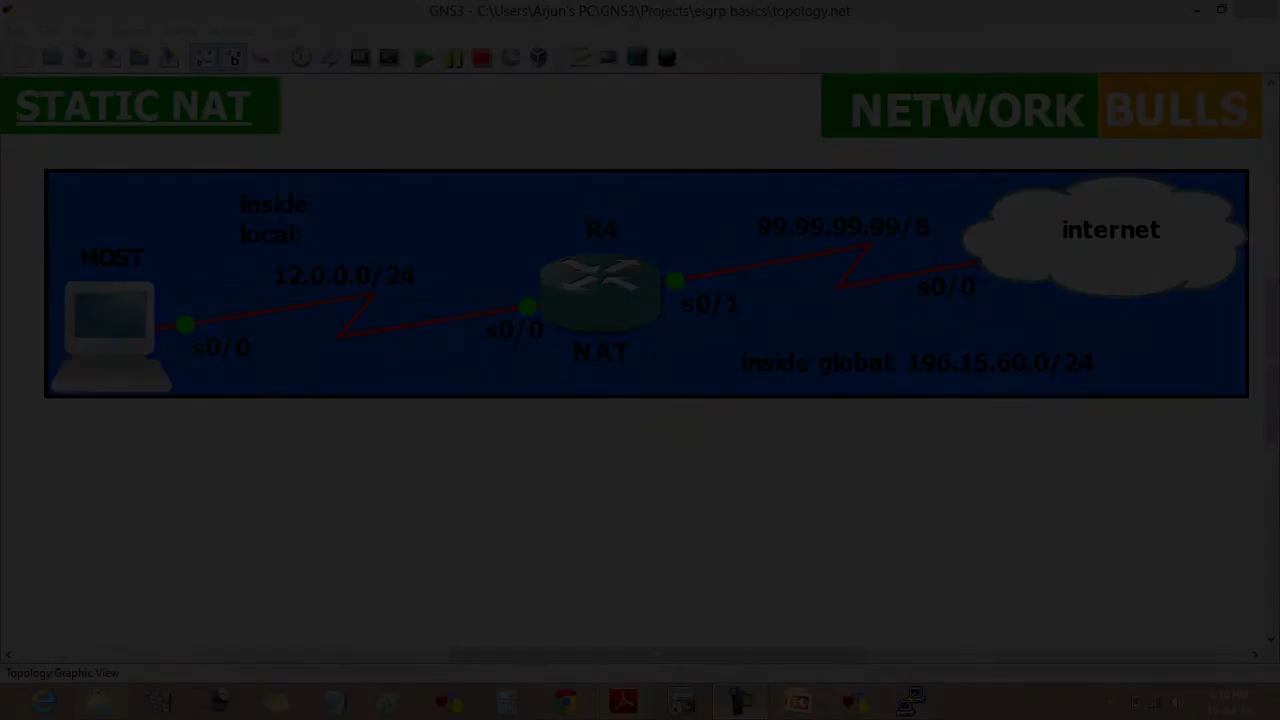 GNS3 - C:\Users\Arjun's PC\GNS3\Projects\eigrp basics\topology.net
STATIC NAT
NETWORK BULLS
inside
local:
12.0.0.0/24
HOST
s0/0
s0/0
R4
NAT
99.99.99.99/8
s0/1
s0/0
internet
inside global: 196.15.60.0/24
Topology Graphic View